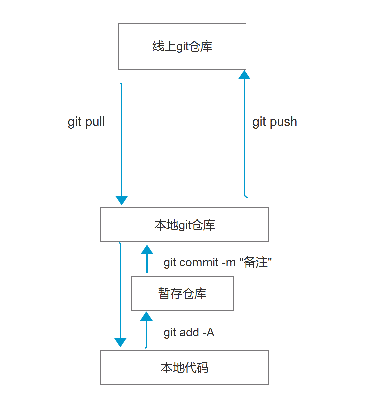 线上git仓库
git pull
git push
本地git仓库
git commit -m "备注"
暂存仓库
git add -A
本地代码